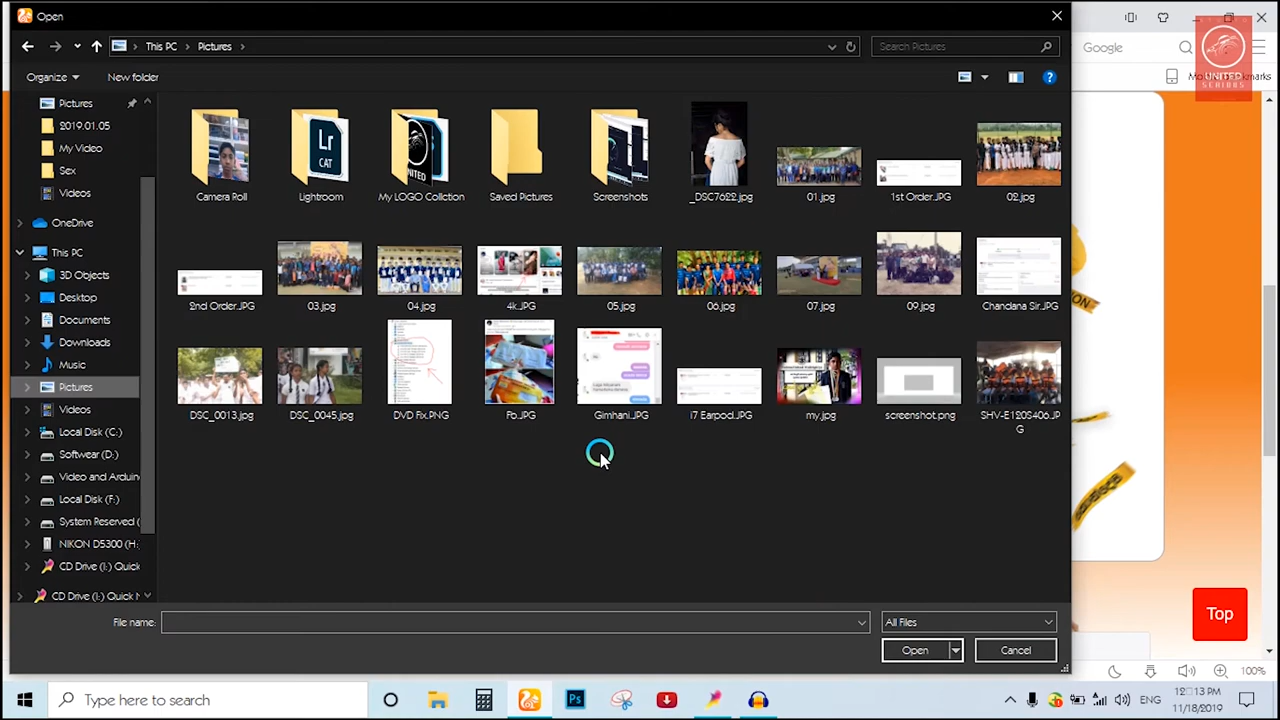 Open
This PC
Pictures
Search Pictures
Google
UNITED
Organize
New folder
Pictures
2019.01.05
My Video
Sex
Videos
OneDrive
This PC
3D Objects
Desktop
Documents
Downloads
Music
Pictures
Videos
Local Disk (C:)
Softwear (D:)
Video and Arduin
Local Disk (F:)
System Reserved (
NIKON D5300 (H:
CD Drive (I:) Quick
CD Drive (I:) Quick
Lr
CAT
Camera Roll
Lightroom
My LOGO Collction
Saved Pictures
Screenshots
_DSC7622.jpg
01.jpg
1st Order.JPG
02.jpg
2nd Order.JPG
03.jpg
04.jpg
4k.JPG
05.jpg
06.jpg
07.jpg
09.jpg
Chandana Sir.JPG
DSC_0013.jpg
DSC_0045.jpg
DVD Fix.PNG
Fb.JPG
Gimhani.JPG
i7 Earpod.JPG
my.jpg
screenshot.png
SHV-E120S406.JP
G
File name:
All Files
Open
Cancel
Top
100%
Type here to search
Ps
ENG
11/18/2019